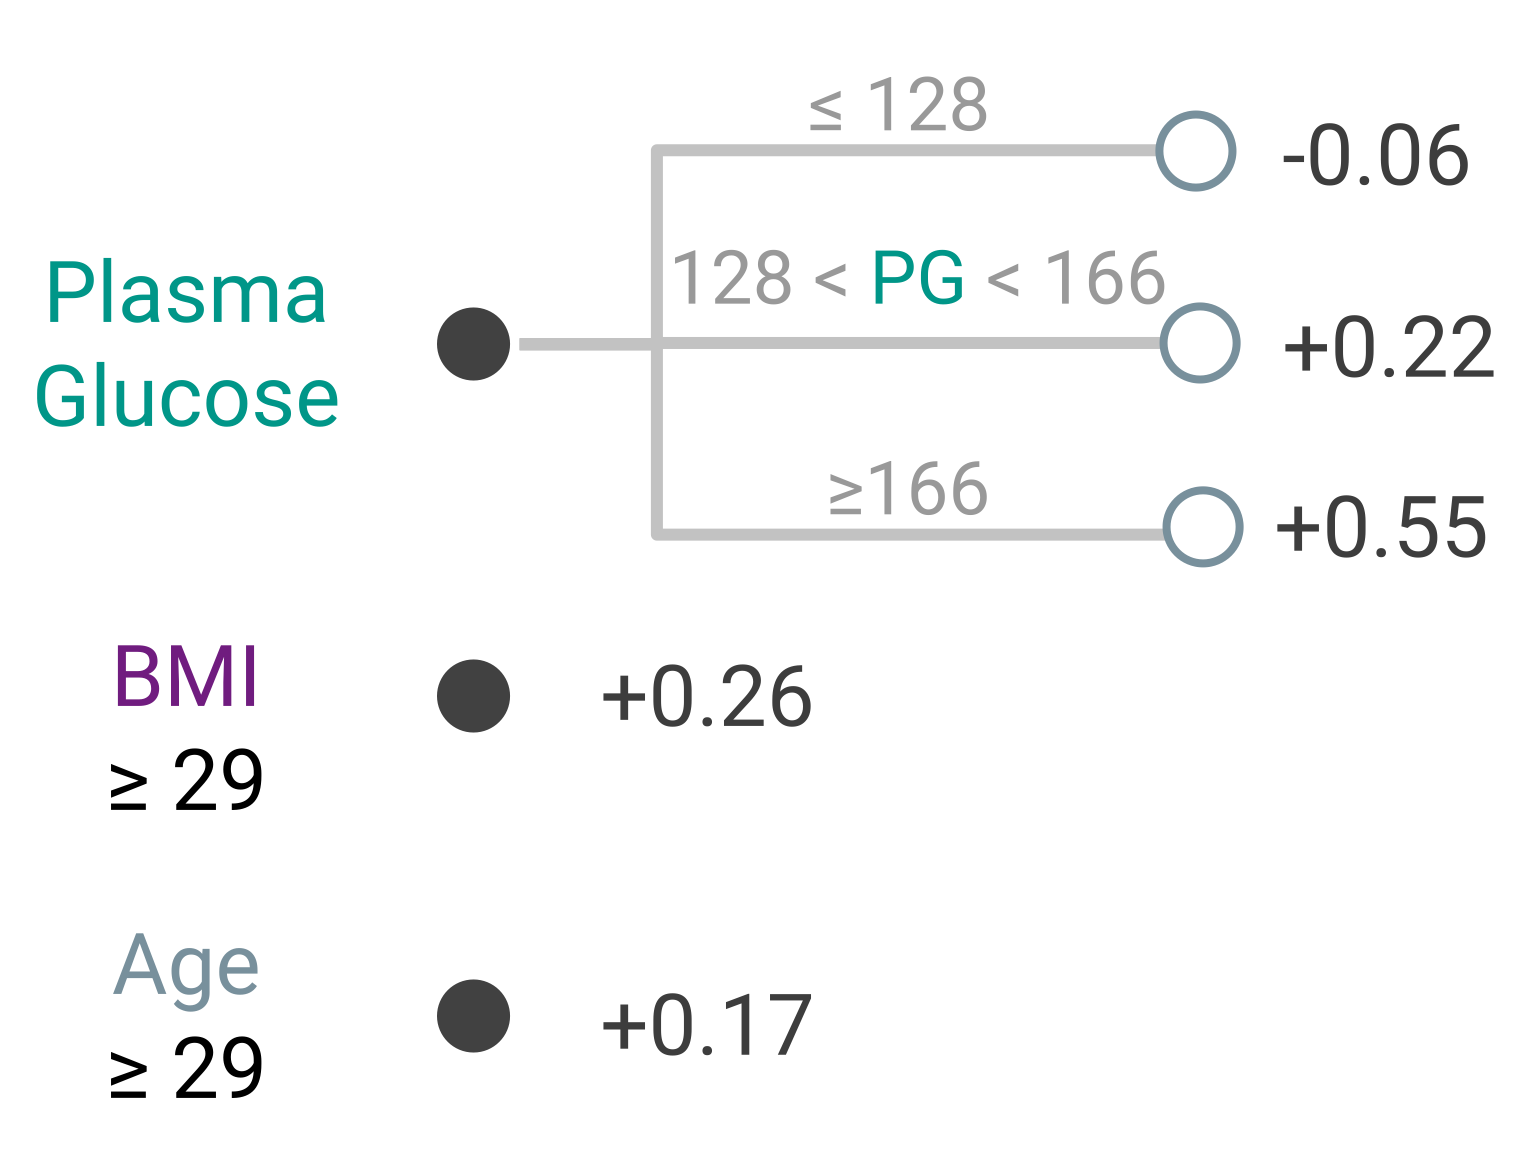 ≤ 128
-0.06
Plasma
Glucose
128 < PG < 166
+0.22
≥166
+0.55
BMI
≥ 29
+0.26
Age
≥ 29
+0.17